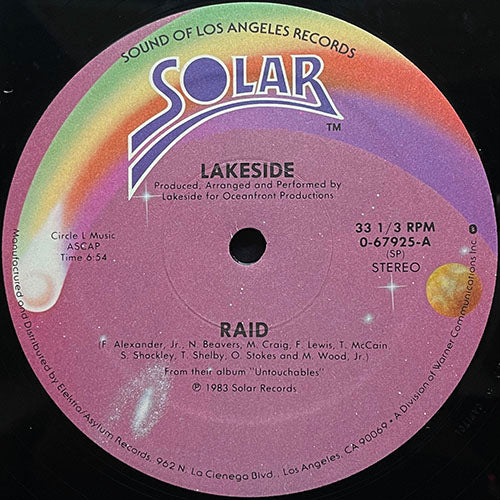 SOUND OF LOS ANGELES RECORDS
SOLAR
TM
LAKESIDE
Produced, Arranged and Performed by
Lakeside for Oceanfront Productions
Circle L Music
ASCAP
Time 6:54
33 1/3 RPM
0-67925-A
(SP)
STEREO
RAID
(F. Alexander, Jr., N. Beavers, M. Craig, F. Lewis, T. McCain,
S. Shockley, T. Shelby, O. Stokes and M. Wood, Jr.)
From their album "Untouchables"
℗ 1983 Solar Records
Manufactured and Distributed by Elektra/Asylum Records, 962 N. La Cienega Blvd., Los Angeles, CA 90069 • A Division of Warner Communications Inc.